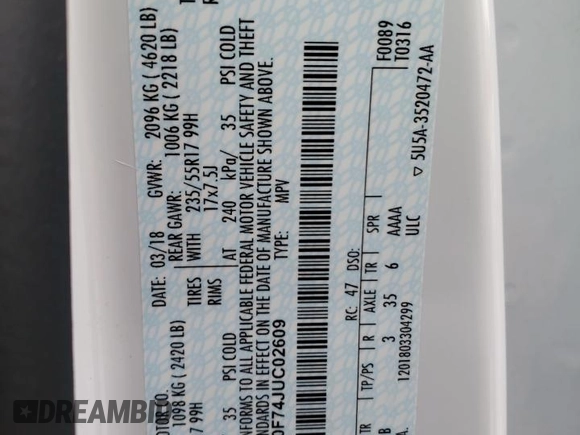 DATE: 03/18 GVWR: 2096 KG ( 4620 LB)
1098 KG ( 2420 LB) REAR GAWR: 1006 KG ( 2218 LB)
7 99H TIRES WITH 235/55R17 99H
RIMS 17x7.5J
35 PSI COLD AT 240 kPa/ 35 PSI COLD
FORMS TO ALL APPLICABLE FEDERAL MOTOR VEHICLE SAFETY AND THEFT
NDARDS IN EFFECT ON THE DATE OF MANUFACTURE SHOWN ABOVE.
0F74JUC02609 TYPE: MPV
F0089
T0316
RC: 47 DSO:
TR TP/PS R AXLE TR SPR
B 3 35 6 AAAA
1201803304299 ULC ▽ 5U5A-3520472-AA
DREAMBID